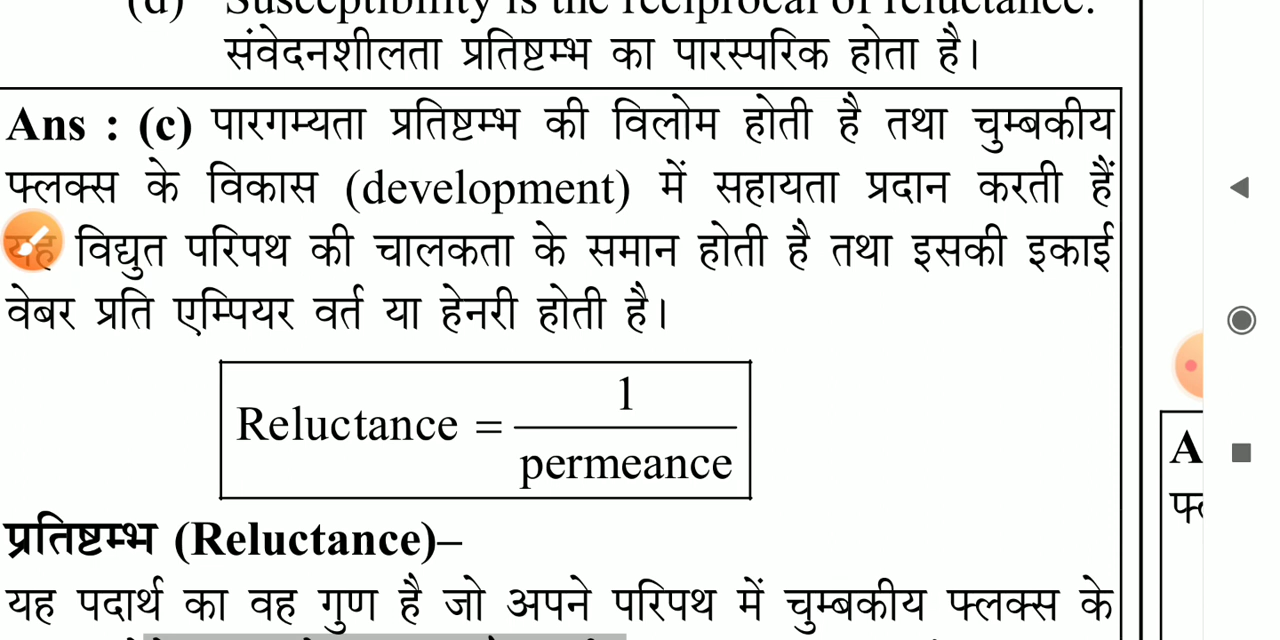 (d) Susceptibility is the reciprocal of reluctance.
संवेदनशीलता प्रतिष्टम्भ का पारस्परिक होता है।
Ans : (c) पारगम्यता प्रतिष्टम्भ की विलोम होती है तथा चुम्बकीय
फ्लक्स के विकास (development) में सहायता प्रदान करती हैं
यह विद्युत परिपथ की चालकता के समान होती है तथा इसकी इकाई
वेबर प्रति एम्पियर वर्त या हेनरी होती है।
Reluctance = 1
permeance
प्रतिष्टम्भ (Reluctance)–
यह पदार्थ का वह गुण है जो अपने परिपथ में चुम्बकीय फ्लक्स के
A